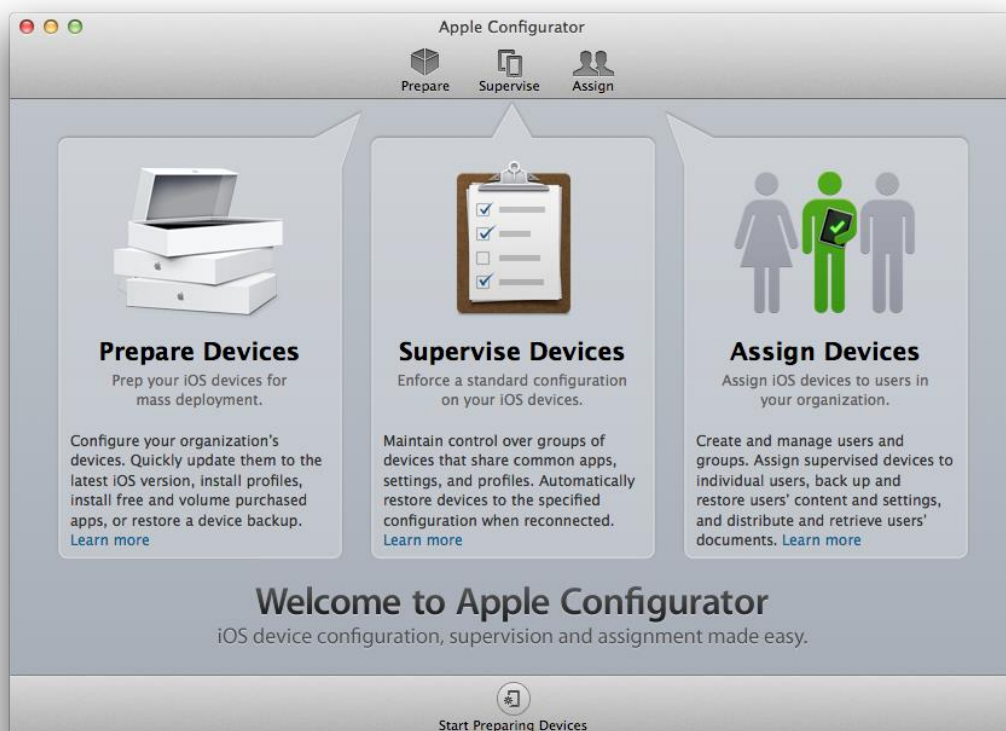 Apple Configurator
Prepare
Supervise
Assign
Prepare Devices
Prep your iOS devices for
mass deployment.
Configure your organization's
devices. Quickly update them to the
latest iOS version, install profiles,
install free and volume purchased
apps, or restore a device backup.
Learn more
Supervise Devices
Enforce a standard configuration
on your iOS devices.
Maintain control over groups of
devices that share common apps,
settings, and profiles. Automatically
restore devices to the specified
configuration when reconnected.
Learn more
Assign Devices
Assign iOS devices to users in
your organization.
Create and manage users and
groups. Assign supervised devices to
individual users, back up and
restore users' content and settings,
and distribute and retrieve users'
documents. Learn more
Welcome to Apple Configurator
iOS device configuration, supervision and assignment made easy.
Start Preparing Devices